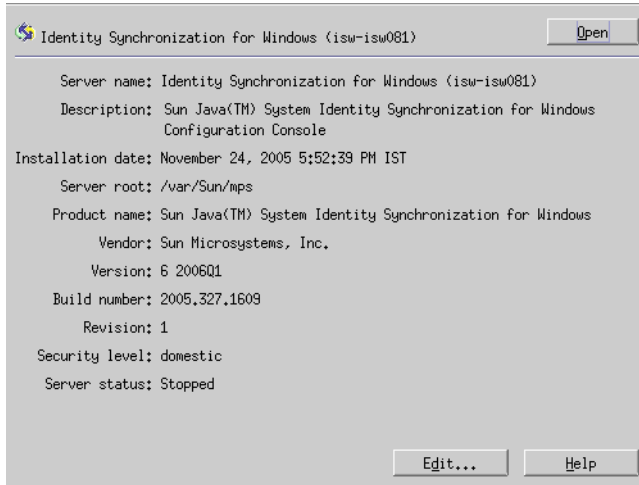 Identity Synchronization for Windows (isw-isw081)
Open
Server name: Identity Synchronization for Windows (isw-isw081)
Description: Sun Java(TM) System Identity Synchronization for Windows
Configuration Console
Installation date: November 24, 2005 5:52:39 PM IST
Server root: /var/Sun/mps
Product name: Sun Java(TM) System Identity Synchronization for Windows
Vendor: Sun Microsystems, Inc.
Version: 6 2006Q1
Build number: 2005.327.1609
Revision: 1
Security level: domestic
Server status: Stopped
Edit... Help